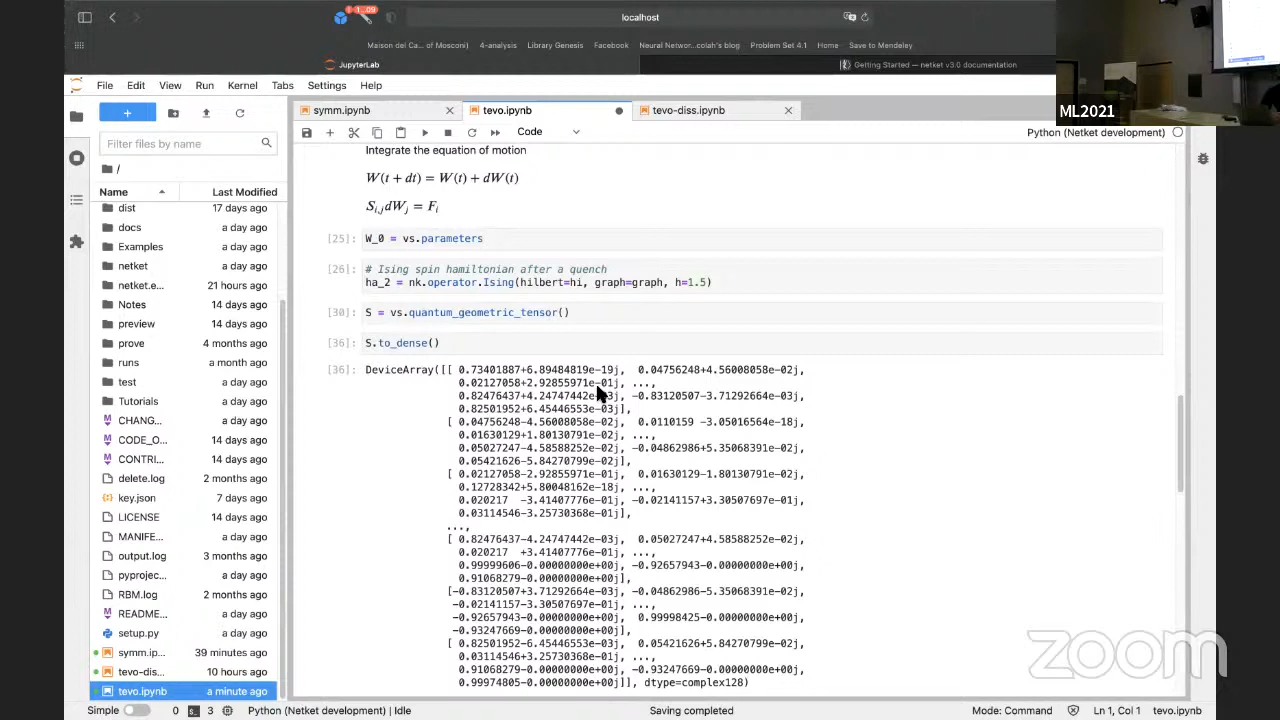 localhost
Maison del Ca... of Mosconi) 4-analysis Library Genesis Facebook Neural Networ...colah's blog Problem Set 4.1 Home Save to Mendeley
JupyterLab Getting Started — netket v3.0 documentation
ML2021
File Edit View Run Kernel Tabs Settings Help
symm.ipynb tevo.ipynb tevo-diss.ipynb
Code
Python (Netket development)
Filter files by name
/
Name Last Modified
dist 17 days ago
docs a day ago
Examples a day ago
netket a day ago
netket.e... 21 hours ago
Notes 14 days ago
preview 14 days ago
prove 4 months ago
runs a month ago
test a day ago
Tutorials a day ago
CHANG... a day ago
CODE_O... 14 days ago
CONTRI... 14 days ago
delete.log 2 months ago
key.json 7 days ago
LICENSE 14 days ago
MANIFE... a day ago
output.log 3 months ago
pyprojec... a day ago
RBM.log 2 months ago
README... a day ago
setup.py a day ago
symm.ip... 39 minutes ago
tevo-dis... 10 hours ago
tevo.ipynb a minute ago
Integrate the equation of motion
W(t + dt) = W(t) + dW(t)
S_{i,j}dW_j = F_i
[25]: W_0 = vs.parameters
[26]: # Ising spin hamiltonian after a quench
ha_2 = nk.operator.Ising(hilbert=hi, graph=graph, h=1.5)
[30]: S = vs.quantum_geometric_tensor()
[36]: S.to_dense()
[36]: DeviceArray([[ 0.73401887+6.89484819e-19j, 0.04756248+4.56008058e-02j,
0.02127058+2.92855971e-01j, ...,
0.82476437+4.24747442e-03j, -0.83120507-3.71292664e-03j,
0.82501952+6.45446553e-03j],
[ 0.04756248-4.56008058e-02j, 0.0110159 -3.05016564e-18j,
0.01630129+1.80130791e-02j, ...,
0.05027247-4.58588252e-02j, -0.04862986+5.35068391e-02j,
0.05421626-5.84270799e-02j],
[ 0.02127058-2.92855971e-01j, 0.01630129-1.80130791e-02j,
0.12728342+5.80048162e-18j, ...,
0.020217 -3.41407776e-01j, -0.02141157+3.30507697e-01j,
0.03114546-3.25730368e-01j],
...,
[ 0.82476437-4.24747442e-03j, 0.05027247+4.58588252e-02j,
0.020217 +3.41407776e-01j, ...,
0.99999606-0.00000000e+00j, -0.92657943-0.00000000e+00j,
0.91068279-0.00000000e+00j],
[-0.83120507+3.71292664e-03j, -0.04862986-5.35068391e-02j,
-0.02141157-3.30507697e-01j, ...,
-0.92657943+0.00000000e+00j, 0.99998425-0.00000000e+00j,
-0.93247669-0.00000000e+00j],
[ 0.82501952-6.45446553e-03j, 0.05421626+5.84270799e-02j,
0.03114546+3.25730368e-01j, ...,
0.91068279-0.00000000e+00j, -0.93247669-0.00000000e+00j,
0.99974805-0.00000000e+00j]], dtype=complex128)
zoom
Simple 0 3 Python (Netket development) | Idle Saving completed Mode: Command Ln 1, Col 1 tevo.ipynb